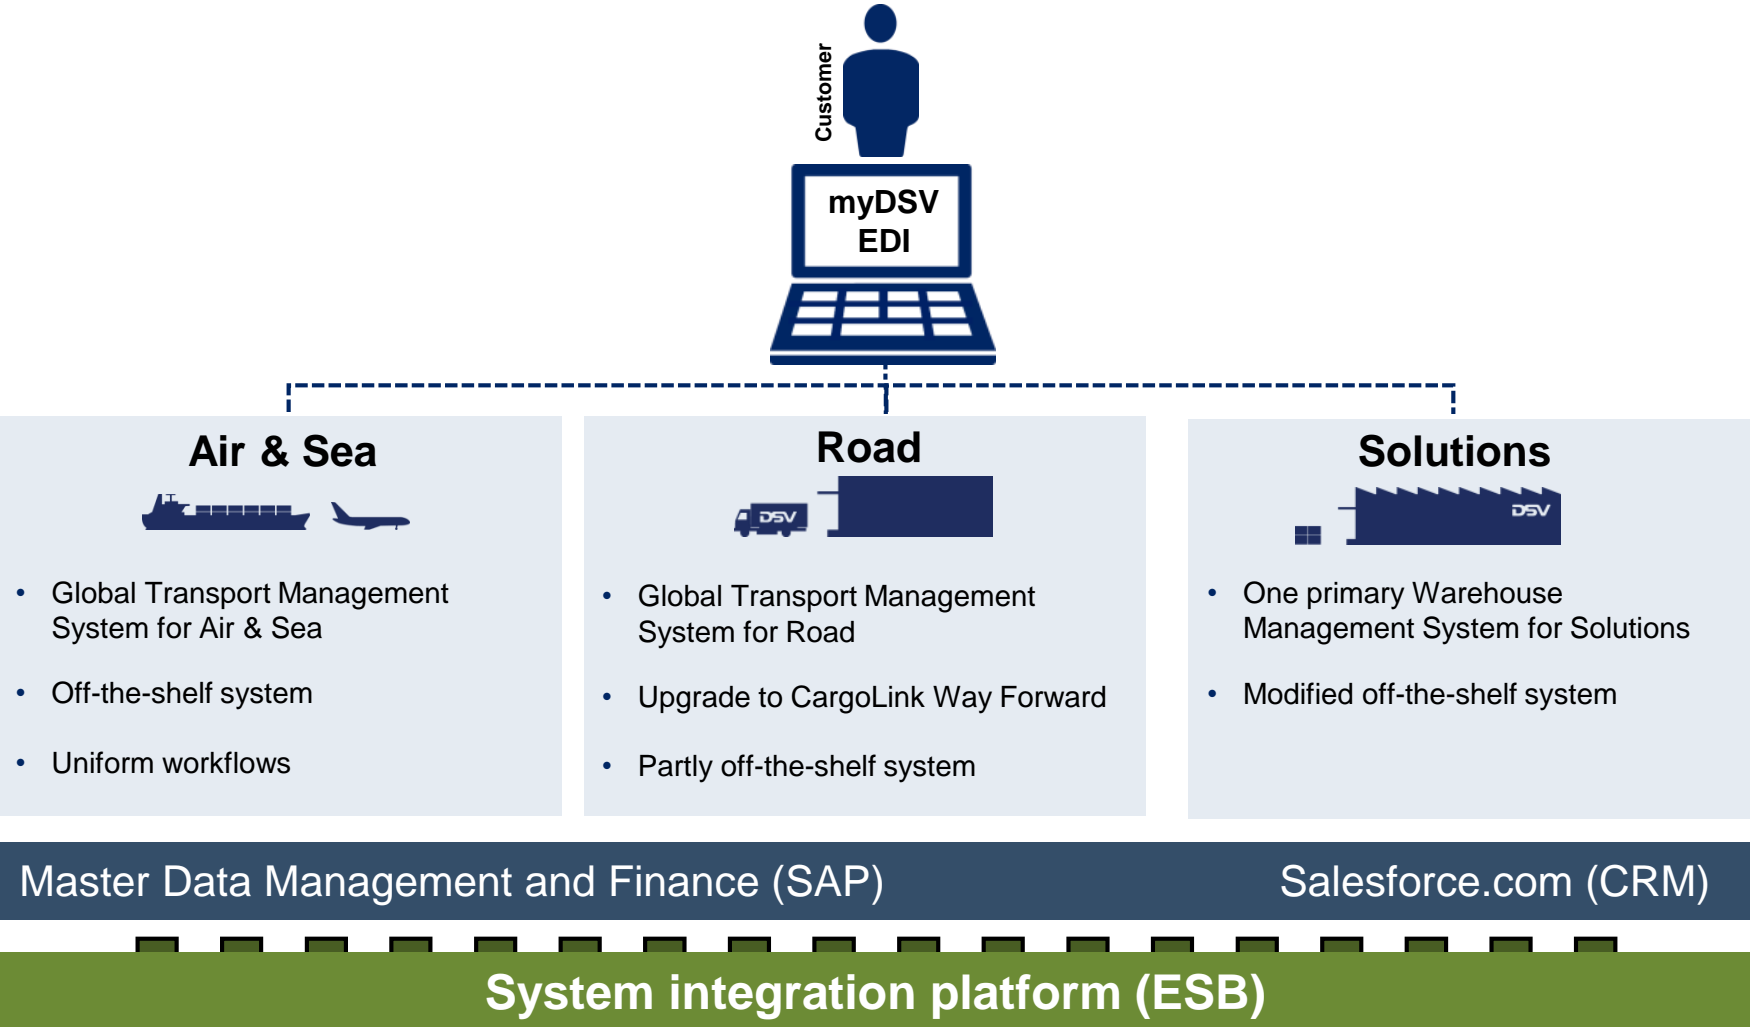 Customer
myDSV
EDI
Air & Sea
• Global Transport Management
System for Air & Sea
• Off-the-shelf system
• Uniform workflows
Road
DSV
• Global Transport Management
System for Road
• Upgrade to CargoLink Way Forward
• Partly off-the-shelf system
Solutions
DSV
• One primary Warehouse
Management System for Solutions
• Modified off-the-shelf system
Master Data Management and Finance (SAP)
Salesforce.com (CRM)
System integration platform (ESB)